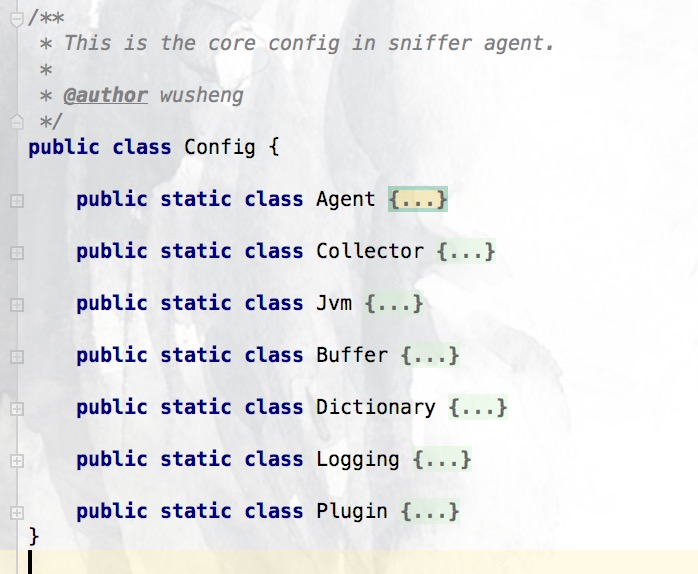 /**
 * This is the core config in sniffer agent.
 *
 * @author wusheng
 */
public class Config {
    public static class Agent {...}
    public static class Collector {...}
    public static class Jvm {...}
    public static class Buffer {...}
    public static class Dictionary {...}
    public static class Logging {...}
    public static class Plugin {...}
}